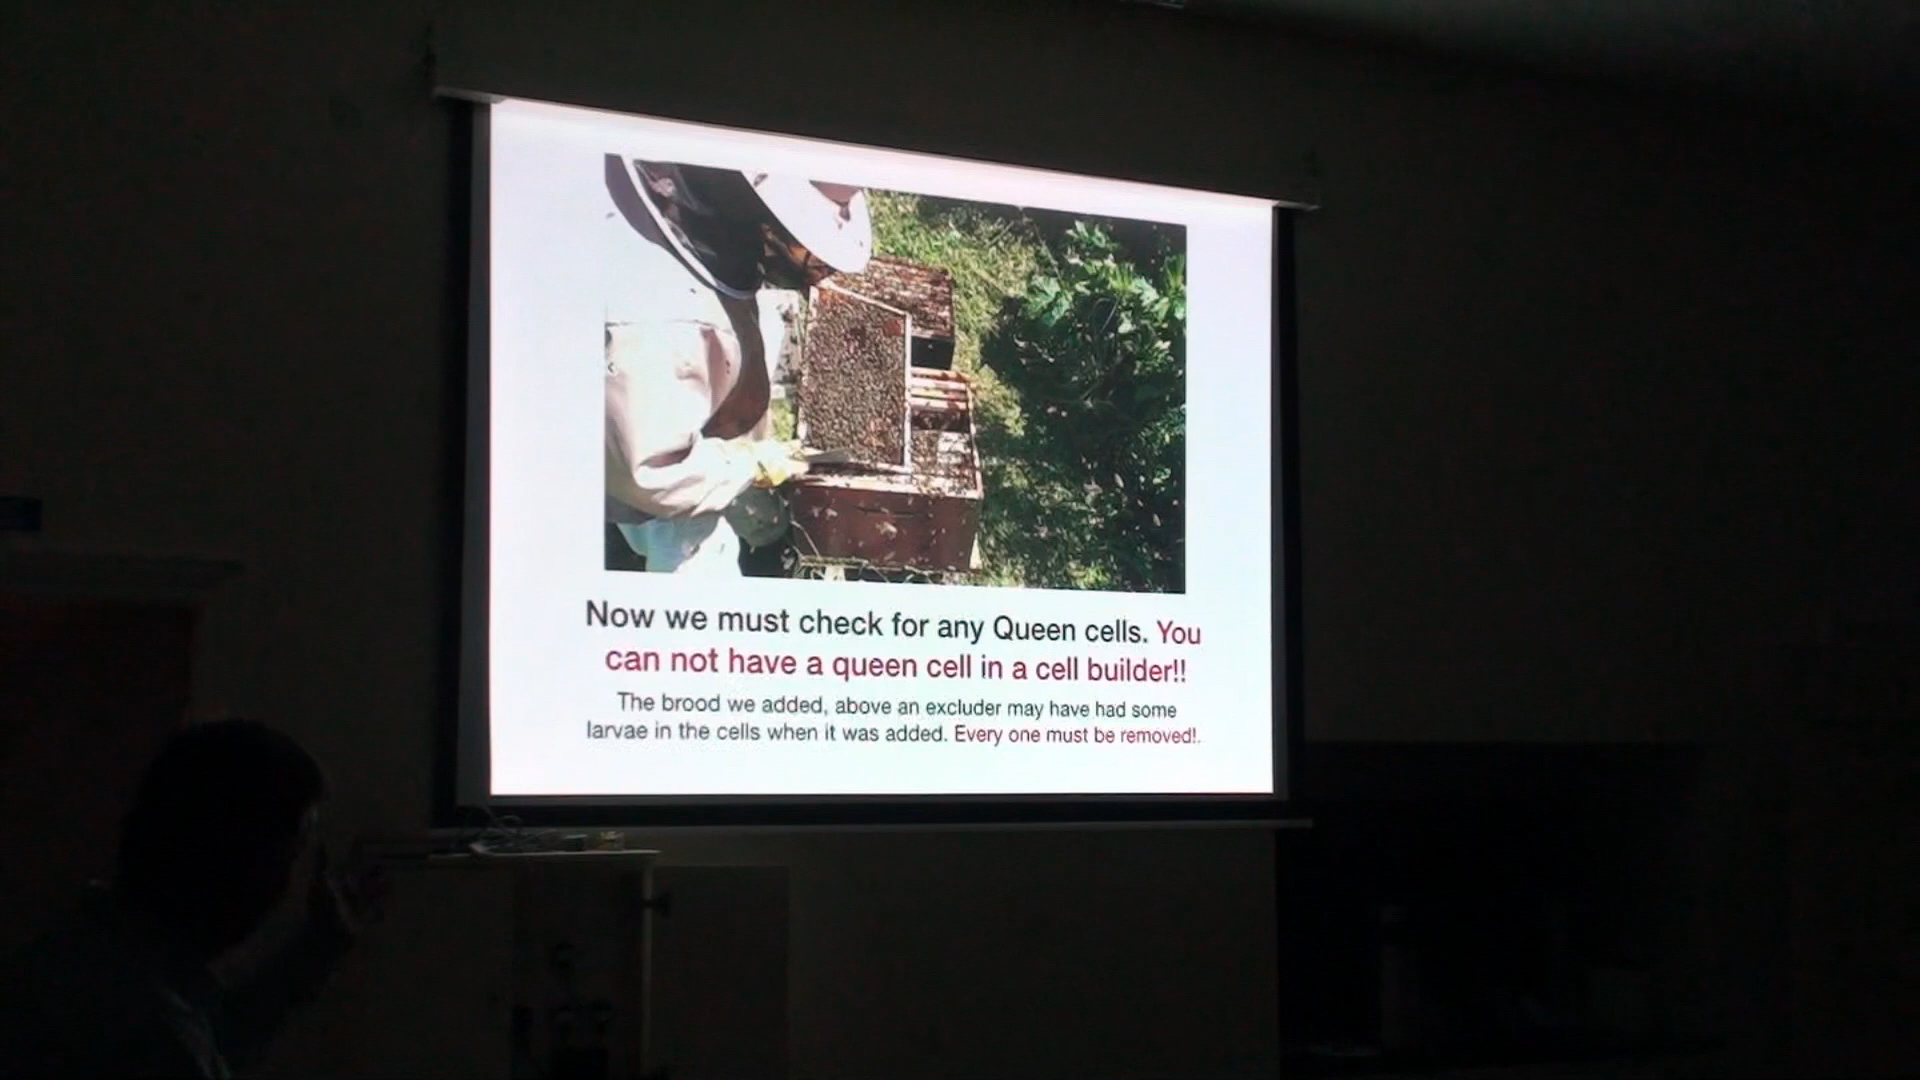 Now we must check for any Queen cells. You
can not have a queen cell in a cell builder!!
The brood we added, above an excluder may have had some
larvae in the cells when it was added. Every one must be removed!.